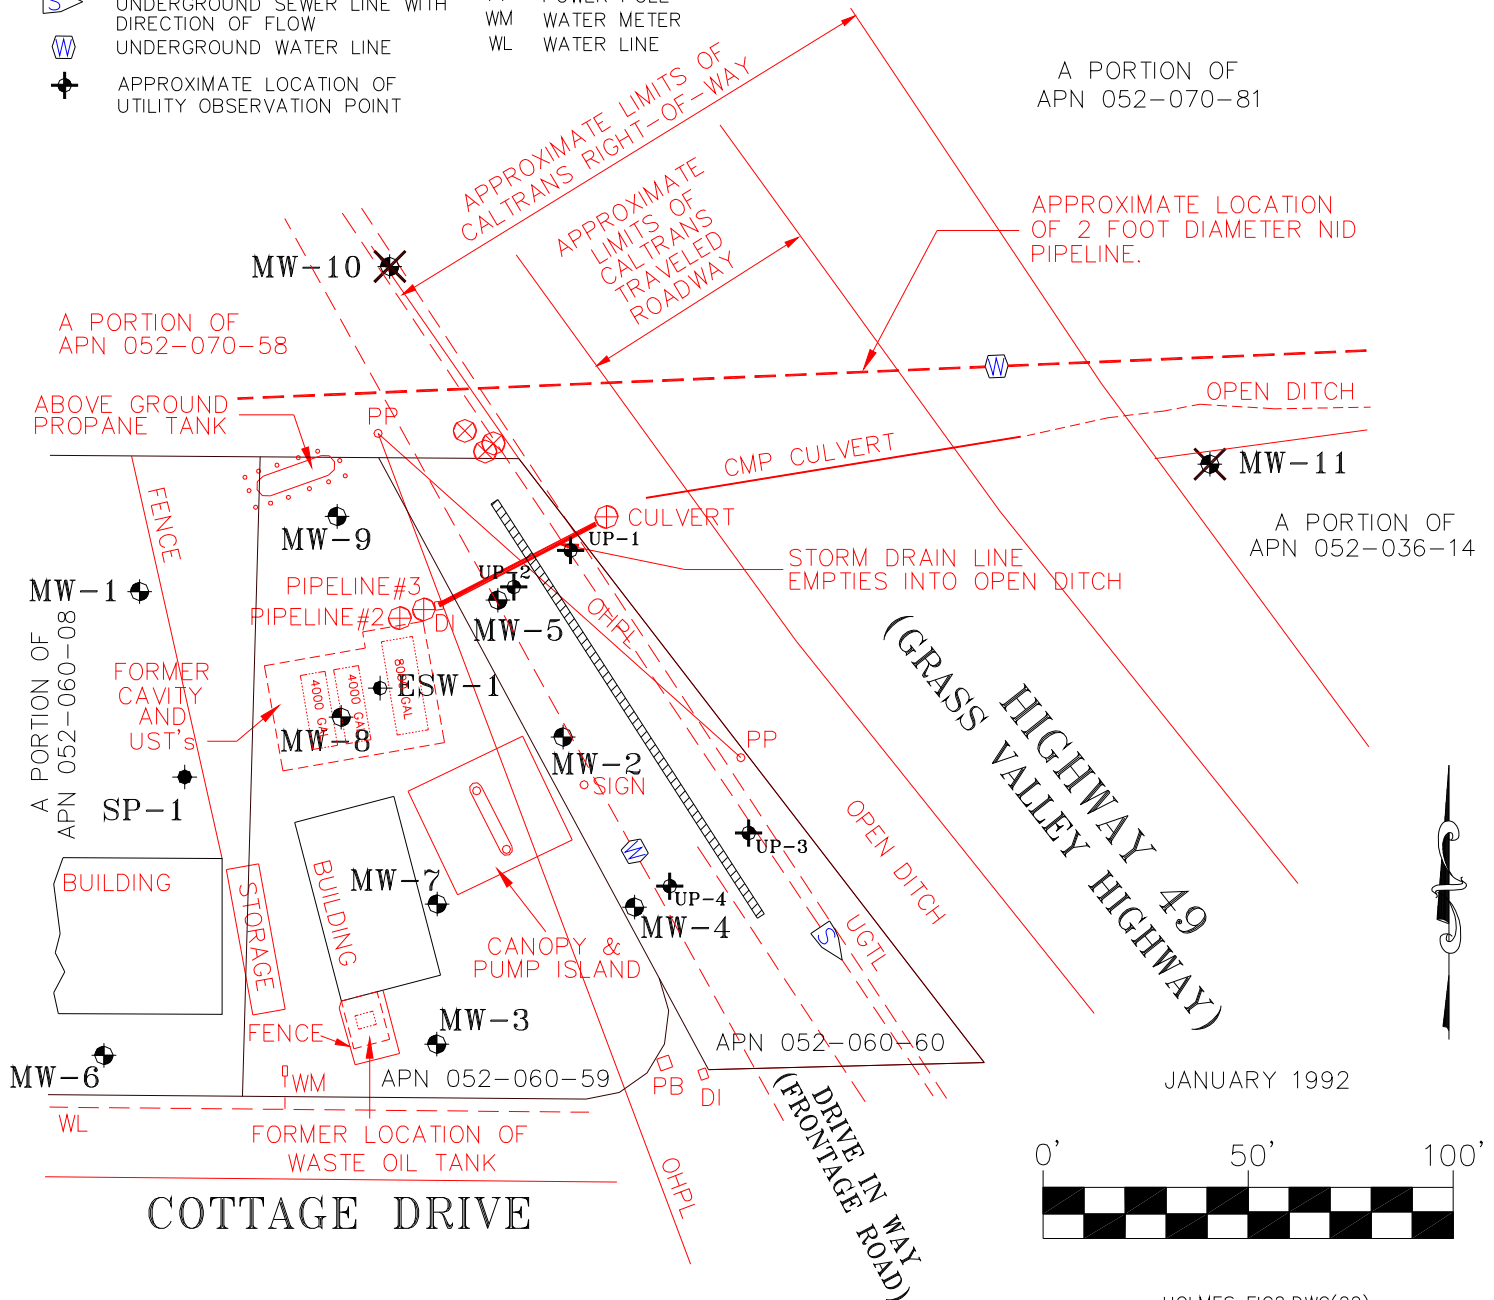 UNDERGROUND SEWER LINE WITH
DIRECTION OF FLOW
S
W
UNDERGROUND WATER LINE
APPROXIMATE LOCATION OF
UTILITY OBSERVATION POINT
POWER POLE
WM WATER METER
WL WATER LINE
A PORTION OF
APN 052-070-81
APPROXIMATE LIMITS OF
CALTRANS RIGHT-OF-WAY
APPROXIMATE
LIMITS OF
CALTRANS
TRAVELED
ROADWAY
APPROXIMATE LOCATION
OF 2 FOOT DIAMETER NID
PIPELINE.
MW-10
A PORTION OF
APN 052-070-58
W
OPEN DITCH
ABOVE GROUND
PROPANE TANK
PP
CMP CULVERT
MW-11
FENCE
MW-9
CULVERT
UP-1
A PORTION OF
APN 052-036-14
STORM DRAIN LINE
EMPTIES INTO OPEN DITCH
UP-2
PIPELINE#3
MW-1
PIPELINE#2
DI
MW-5
OHPL
A PORTION OF
APN 052-060-08
FORMER
CAVITY
AND
UST's
4000 GAL
4000 GAL
8000 GAL
ESW-1
MW-8
MW-2
PP
SIGN
SP-1
HIGHWAY 49
(GRASS VALLEY HIGHWAY)
OPEN DITCH
UP-3
W
BUILDING
STORAGE
BUILDING
MW-7
UP-4
MW-4
UGTL
S
CANOPY &
PUMP ISLAND
MW-3
FENCE
APN 052-060-60
MW-6
WM
APN 052-060-59
PB
DI
JANUARY 1992
WL
FORMER LOCATION OF
WASTE OIL TANK
DRIVE IN WAY
(FRONTAGE ROAD)
OHPL
0' 50' 100'
COTTAGE DRIVE